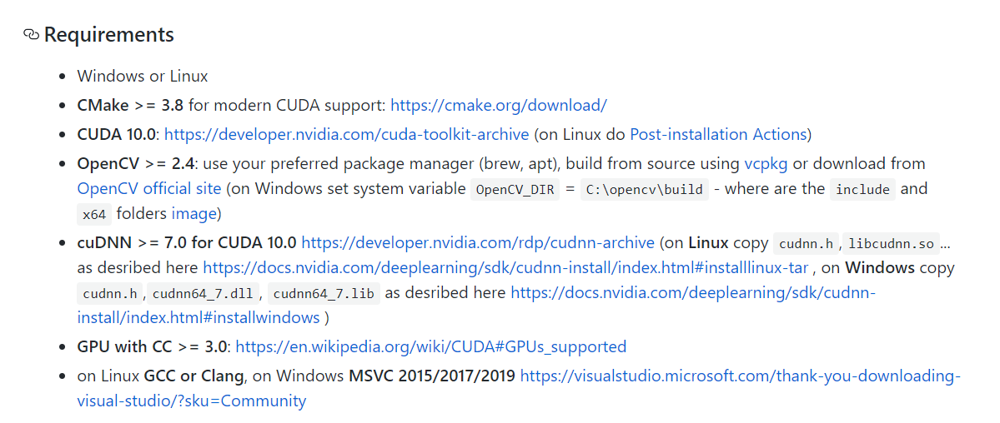 Requirements
Windows or Linux
CMake >= 3.8 for modern CUDA support: https://cmake.org/download/
CUDA 10.0: https://developer.nvidia.com/cuda-toolkit-archive (on Linux do Post-installation Actions)
OpenCV >= 2.4: use your preferred package manager (brew, apt), build from source using vcpkg or download from
OpenCV official site (on Windows set system variable OpenCV_DIR = C:\opencv\build - where are the include and
x64 folders image)
cuDNN >= 7.0 for CUDA 10.0 https://developer.nvidia.com/rdp/cudnn-archive (on Linux copy cudnn.h , libcudnn.so ...
as desribed here https://docs.nvidia.com/deeplearning/sdk/cudnn-install/index.html#installlinux-tar , on Windows copy
cudnn.h , cudnn64_7.dll , cudnn64_7.lib as desribed here https://docs.nvidia.com/deeplearning/sdk/cudnn-
install/index.html#installwindows )
GPU with CC >= 3.0: https://en.wikipedia.org/wiki/CUDA#GPUs_supported
on Linux GCC or Clang, on Windows MSVC 2015/2017/2019 https://visualstudio.microsoft.com/thank-you-downloading-
visual-studio/?sku=Community